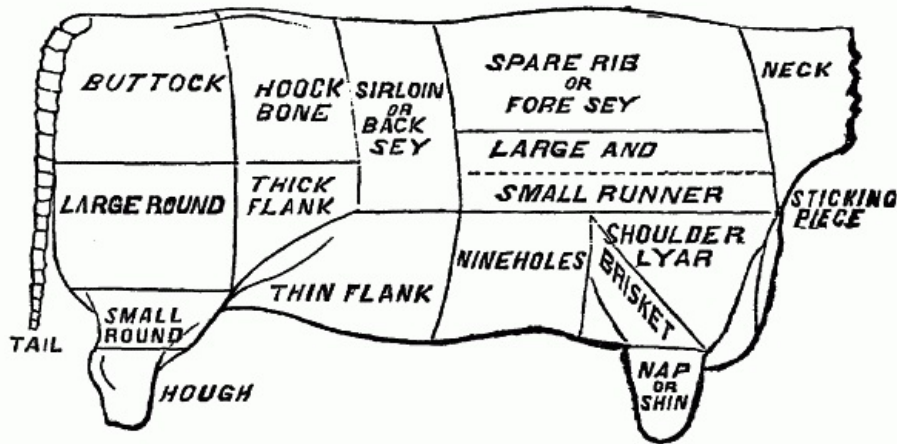 BUTTOCK
HOOCK
BONE
SIRLOIN
OR
BACK
SEY
SPARE RIB
OR
FORE SEY
NECK
LARGE AND
SMALL RUNNER
LARGE ROUND
THICK
FLANK
STICKING
PIECE
SHOULDER
LYAR
NINEHOLES
BRISKET
THIN FLANK
SMALL
ROUND
TAIL
HOUGH
NAP
OR
SHIN